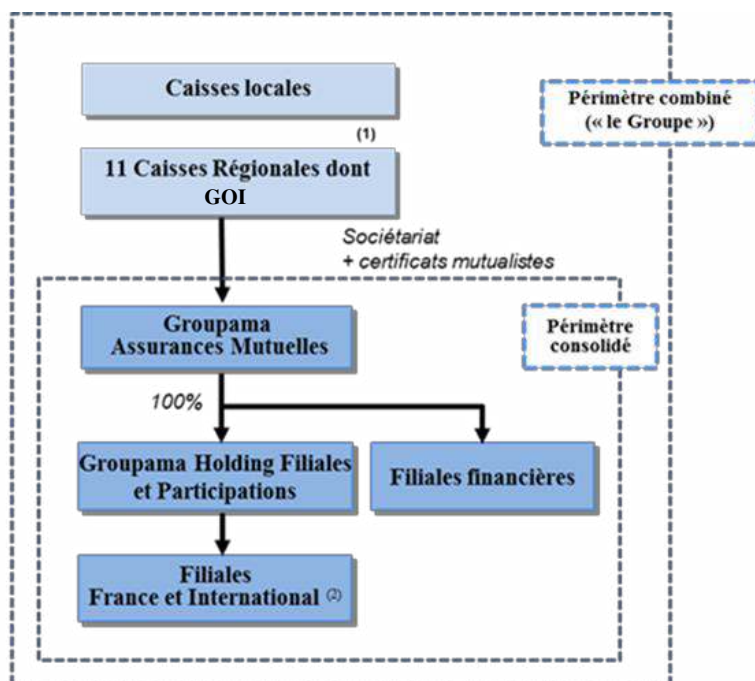 Caisses locales
Périmètre combiné
(« le Groupe »)
(1)
11 Caisses Régionales dont
GOI
Sociétariat
+ certificats mutualistes
Groupama
Assurances Mutuelles
Périmètre
consolidé
100%
Groupama Holding Filiales
et Participations
Filiales financières
Filiales
France et International (2)